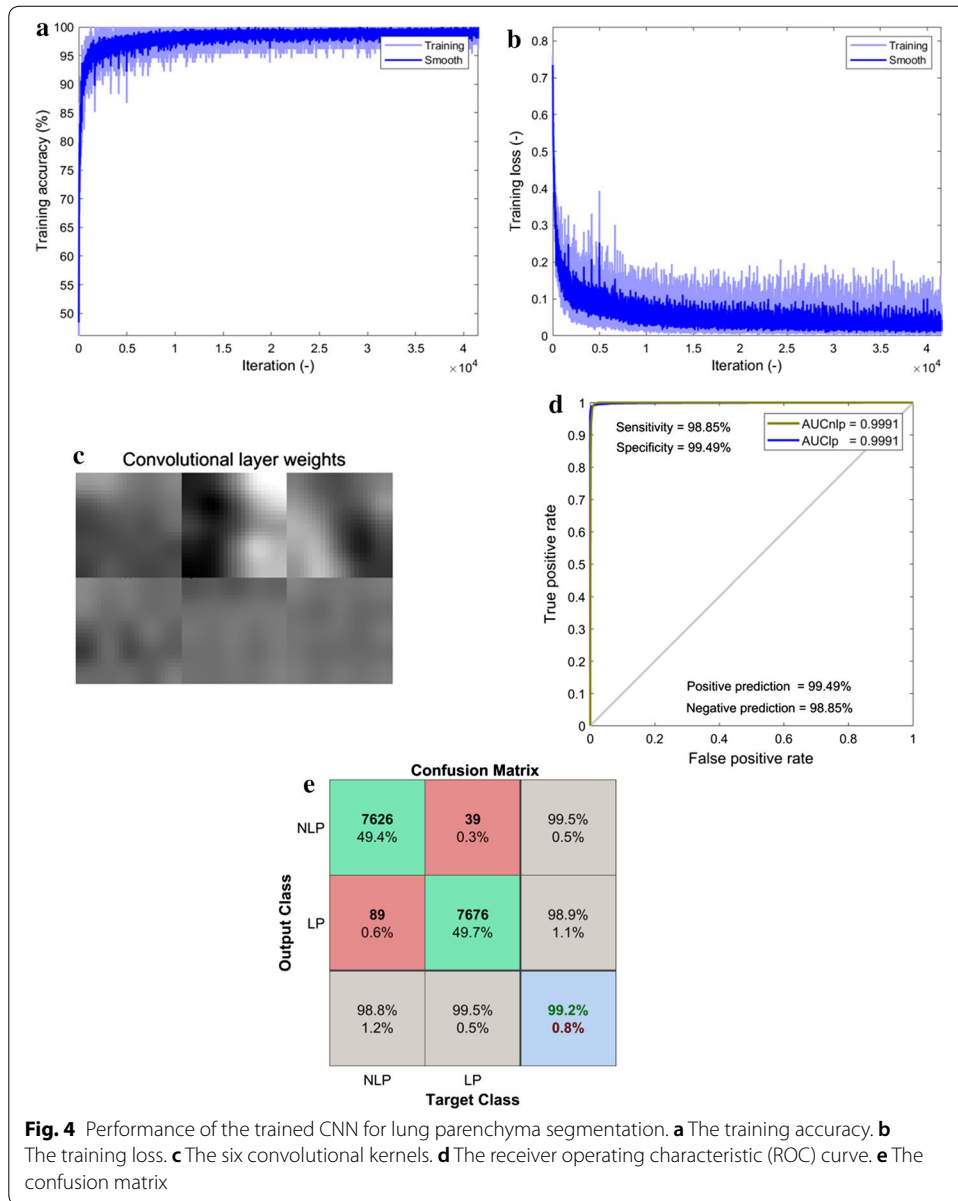 a
100
95
90
85
80
75
70
65
60
55
50
Training accuracy (%)
Training
Smooth
0 0.5 1 1.5 2 2.5 3 3.5 4
Iteration (-)
×10⁴
b
0.8
0.7
0.6
0.5
0.4
0.3
0.2
0.1
0
Training loss (-)
Training
Smooth
0 0.5 1 1.5 2 2.5 3 3.5 4
Iteration (-)
×10⁴
c
Convolutional layer weights
d
1
0.9
0.8
0.7
0.6
0.5
0.4
0.3
0.2
0.1
0
True positive rate
Sensitivity = 98.85%
Specificity = 99.49%
AUCnlp = 0.9991
AUClp = 0.9991
Positive prediction = 99.49%
Negative prediction = 98.85%
0 0.2 0.4 0.6 0.8 1
False positive rate
e
Confusion Matrix
Output Class
NLP
7626 39 99.5%
49.4% 0.3% 0.5%
LP
89 7676 98.9%
0.6% 49.7% 1.1%
98.8% 99.5% 99.2%
1.2% 0.5% 0.8%
NLP LP
Target Class
Fig. 4 Performance of the trained CNN for lung parenchyma segmentation. a The training accuracy. b
The training loss. c The six convolutional kernels. d The receiver operating characteristic (ROC) curve. e The
confusion matrix